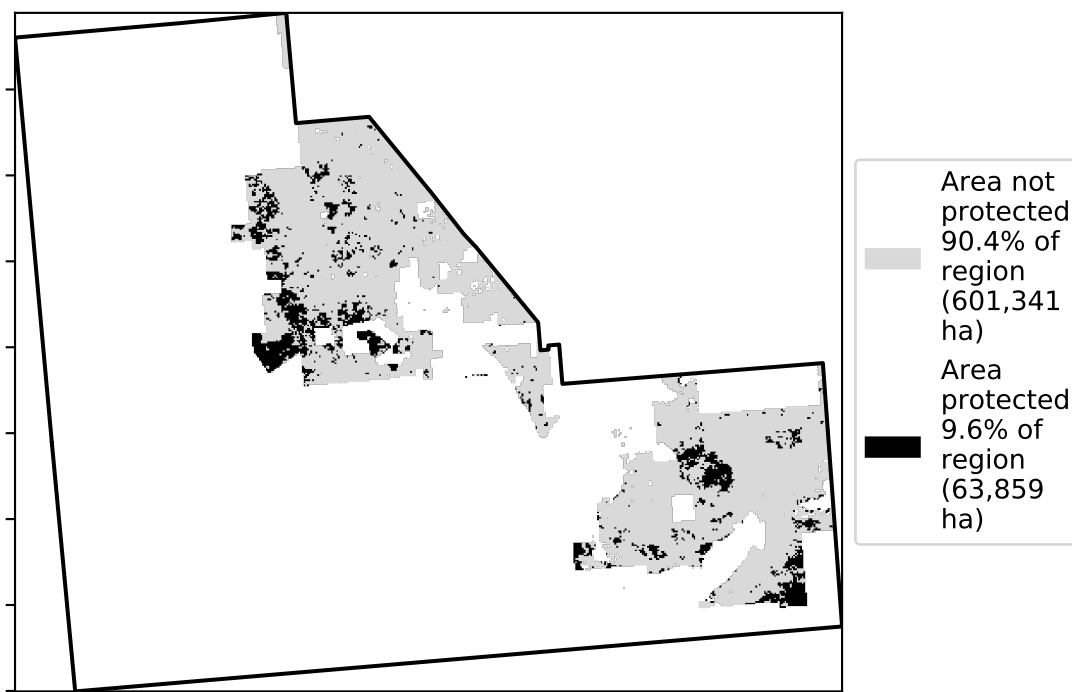 Area not
protected
90.4% of
region
(601,341
ha)
Area
protected
9.6% of
region
(63,859
ha)